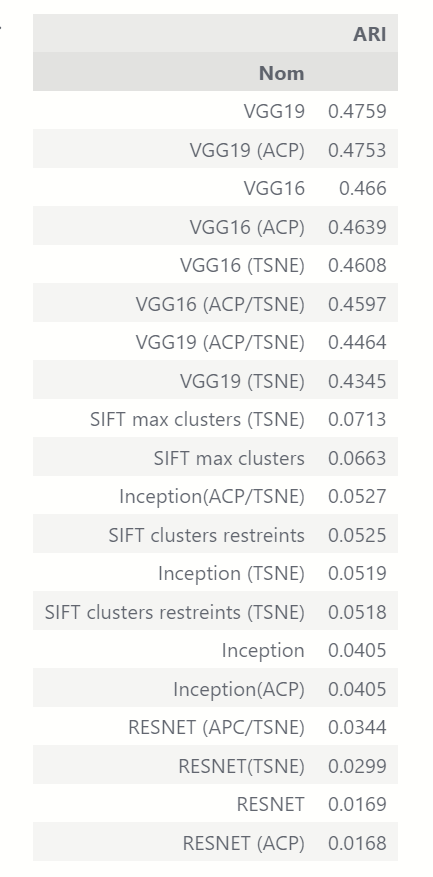 ARI
Nom
VGG19 0.4759
VGG19 (ACP) 0.4753
VGG16 0.466
VGG16 (ACP) 0.4639
VGG16 (TSNE) 0.4608
VGG16 (ACP/TSNE) 0.4597
VGG19 (ACP/TSNE) 0.4464
VGG19 (TSNE) 0.4345
SIFT max clusters (TSNE) 0.0713
SIFT max clusters 0.0663
Inception(ACP/TSNE) 0.0527
SIFT clusters restreints 0.0525
Inception (TSNE) 0.0519
SIFT clusters restreints (TSNE) 0.0518
Inception 0.0405
Inception(ACP) 0.0405
RESNET (APC/TSNE) 0.0344
RESNET(TSNE) 0.0299
RESNET 0.0169
RESNET (ACP) 0.0168